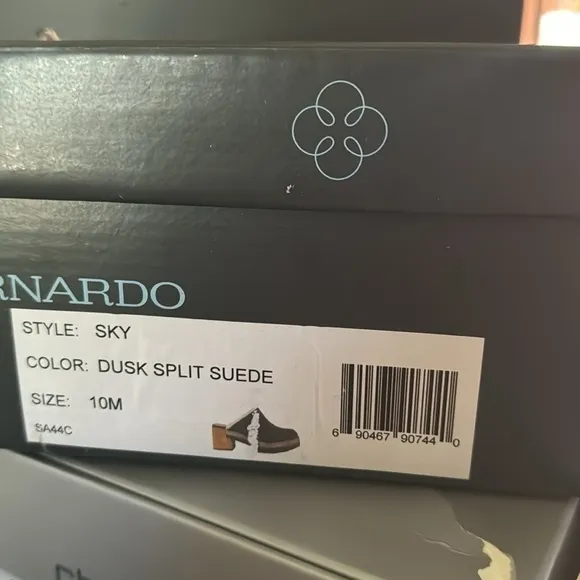 RNARDO
STYLE: SKY
COLOR: DUSK SPLIT SUEDE
SIZE: 10M
SA44C
6 90467 90744 0